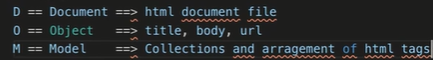 D == Document ==> html document file
O == Object ==> title, body, url
M == Model ==> Collections and arragement of html tags